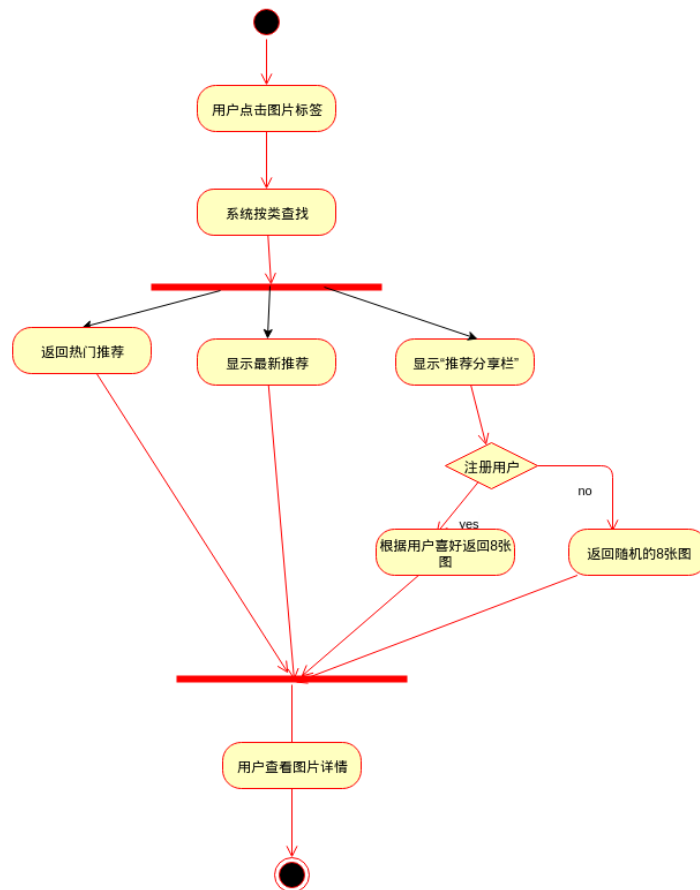 用户点击图片标签
系统按类查找
返回热门推荐
显示最新推荐
显示“推荐分享栏”
注册用户
no
yes
根据用户喜好返回8张
图
返回随机的8张图
用户查看图片详情